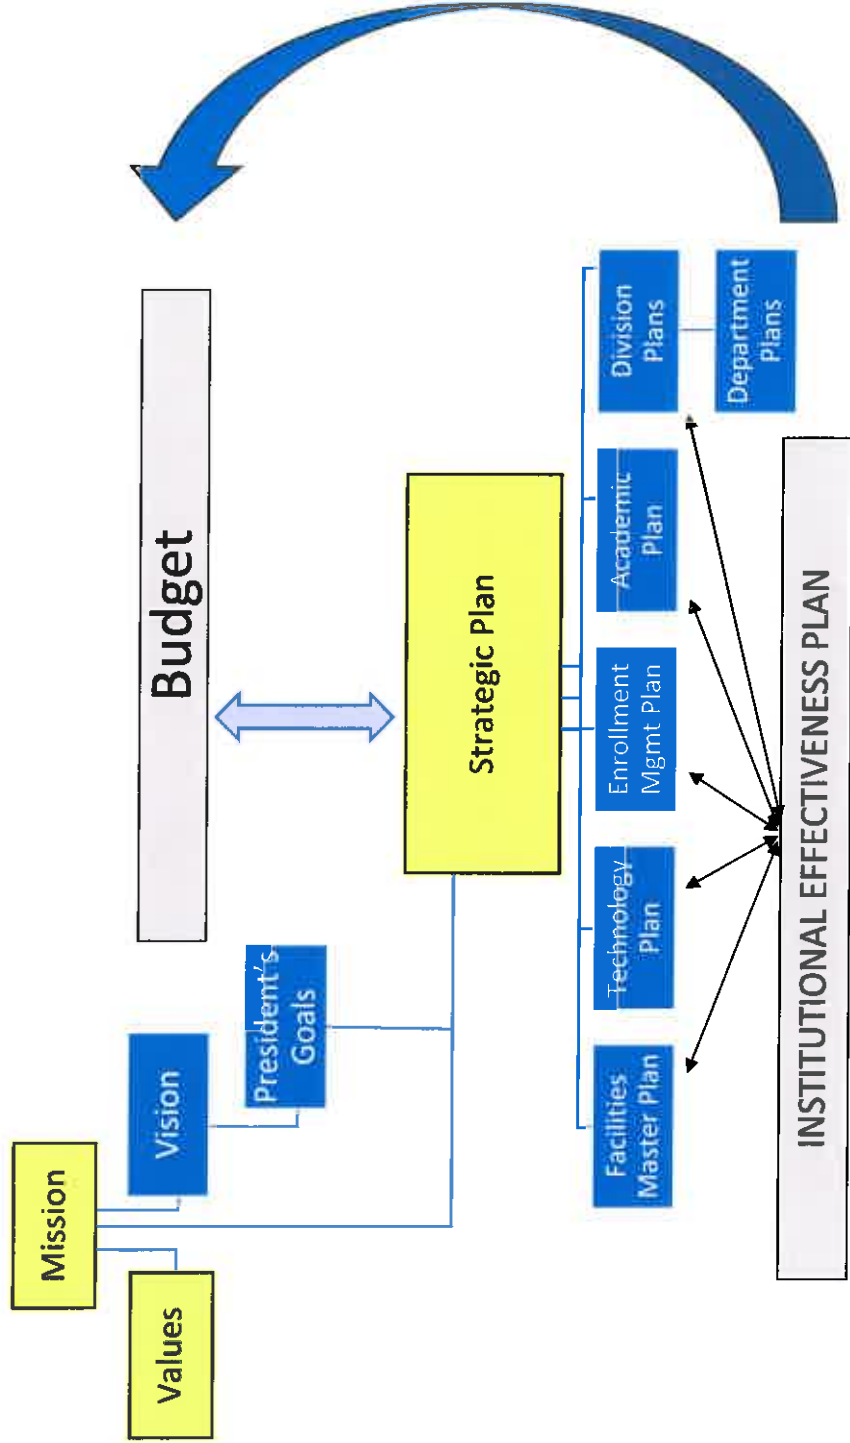 Mission
Values
Vision
President's
Goals
Budget
Strategic Plan
Facilities
Master Plan
Technology
Plan
Enrollment
Mgmt Plan
Academic
Plan
Division
Plans
Department
Plans
INSTITUTIONAL EFFECTIVENESS PLAN